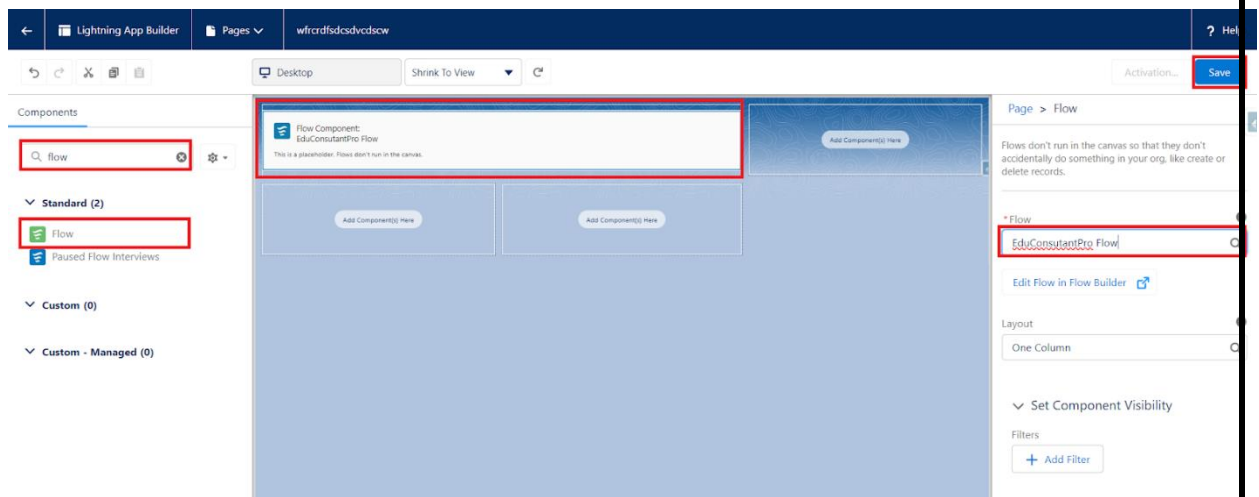 Lightning App Builder
Pages
wfrcrdfsdcsdvcdscw
? Hel
Desktop
Shrink To View
Activation...
Save
Components
flow
Standard (2)
Flow
Paused Flow Interviews
Custom (0)
Custom - Managed (0)
Flow Component:
EduConsutantPro Flow
This is a placeholder. Flows don't run in the canvas.
Add Component(s) Here
Add Component(s) Here
Add Component(s) Here
Page > Flow
Flows don't run in the canvas so that they don't
accidentally do something in your org, like create or
delete records.
*Flow
EduConsutantPro Flow
Edit Flow in Flow Builder
Layout
One Column
Set Component Visibility
Filters
+ Add Filter